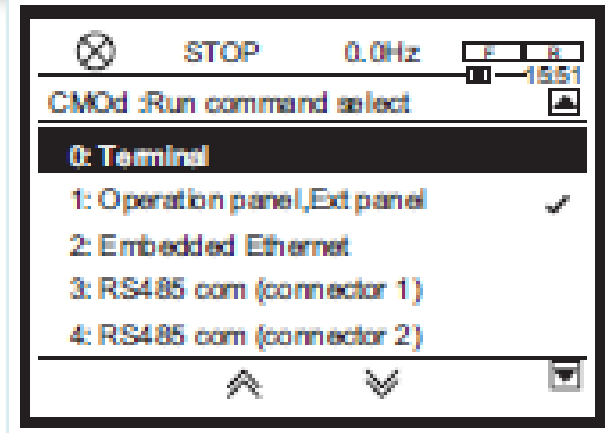 STOP 0.0Hz F R
15:51
CMOd :Run command select
0: Terminal
1: Operation panel,Ext panel
2: Embedded Ethernet
3: RS485 com (connector 1)
4: RS485 com (connector 2)